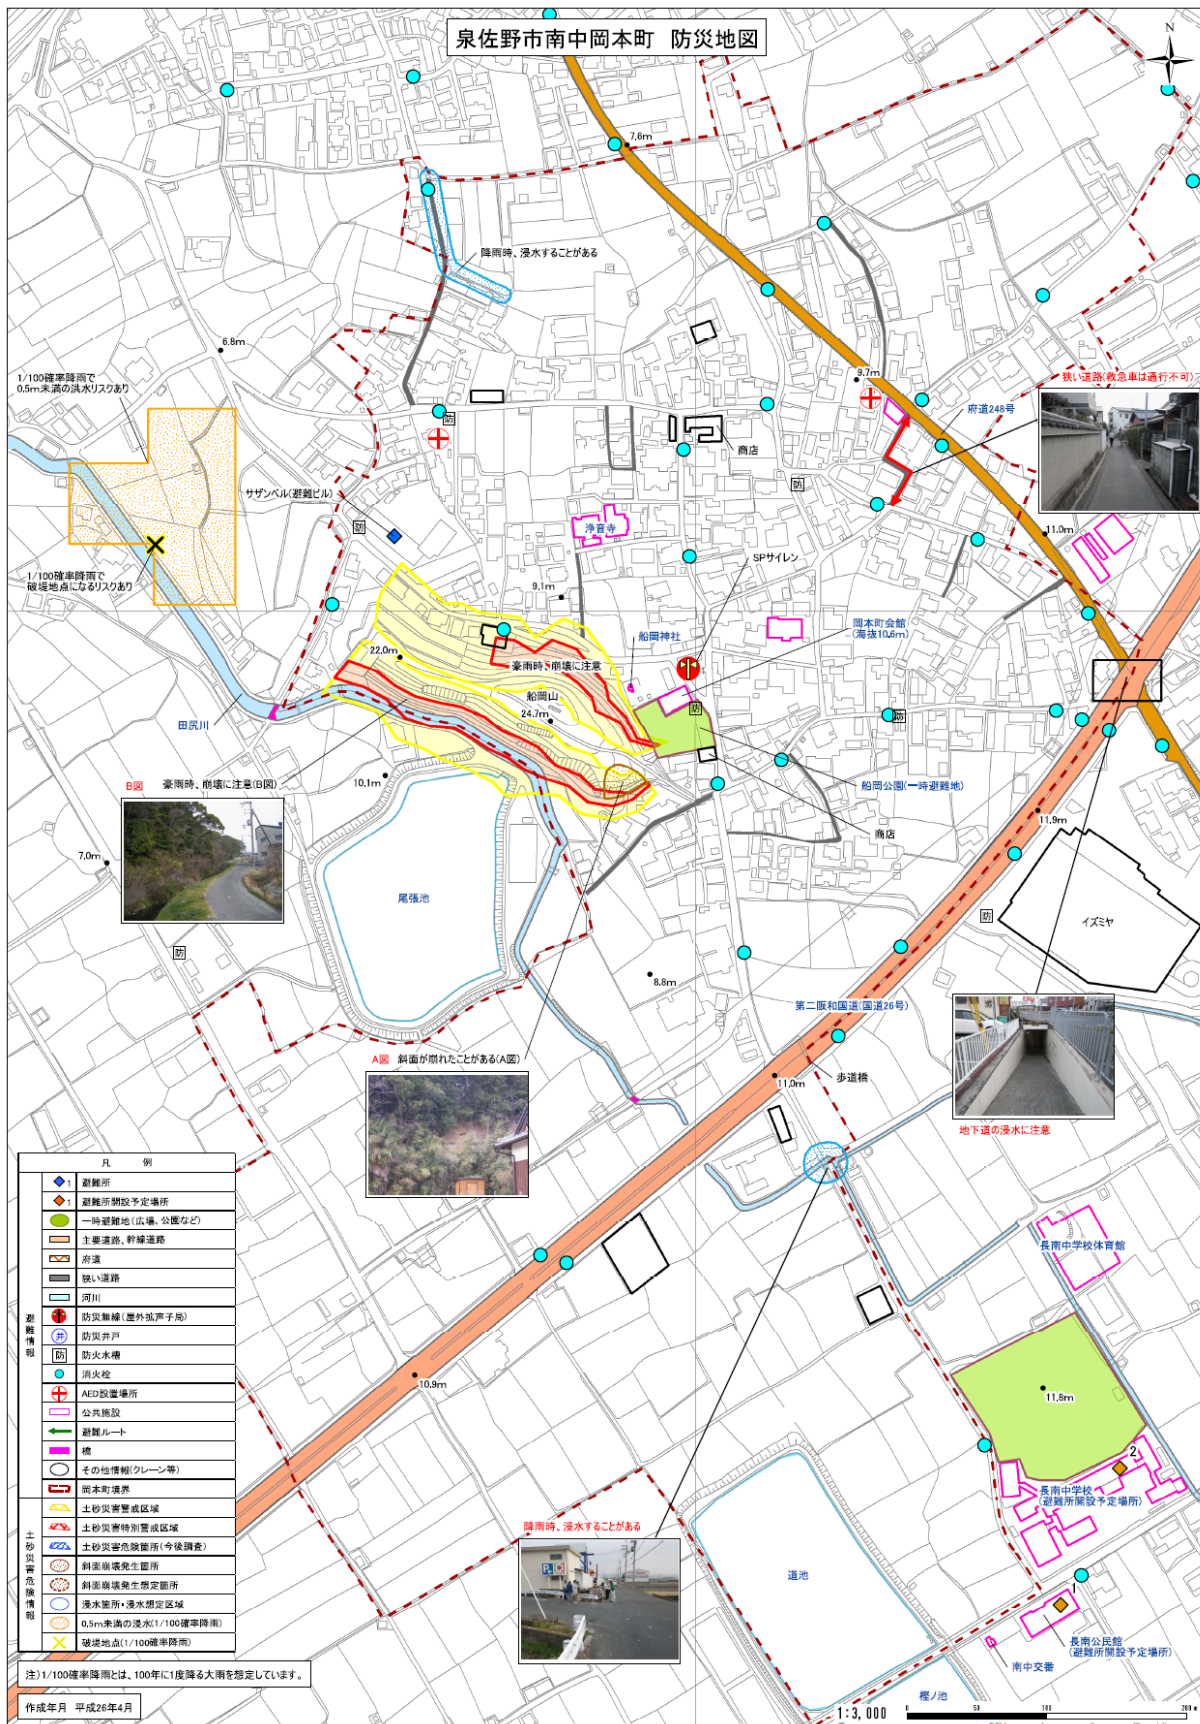 泉佐野市南中岡本町 防災地図
N
7.6m
降雨時、浸水することがある
6.8m
1/100確率降雨で
0.5m未満の洪水リスクあり
9.7m
狭い道路(救急車は通行不可)
府道248号
防
商店
サザンベル(避難ビル)
防
防
浄音寺
11.0m
SPサイレン
1/100確率降雨で
破堤地点になるリスクあり
9.1m
岡本町会館
(海抜10.6m)
船岡神社
22.0m
豪雨時、崩壊に注意
船岡山
24.7m
防
防
田尻川
10.1m
B図 豪雨時、崩壊に注意(B図)
船岡公園(一時避難地)
11.9m
商店
7.0m
尾張池
防
イズミヤ
防
8.8m
第二阪和国道(国道26号)
A図 斜面が崩れたことがある(A図)
11.0m
歩道橋
地下道の浸水に注意
長南中学校体育館
10.9m
11.8m
2
長南中学校
(避難所開設予定場所)
降雨時、浸水することがある
道池
1
長南公民館
(避難所開設予定場所)
南中交番
樫ノ池
凡 例
避難情報
1 避難所
1 避難所開設予定場所
一時避難地(広場、公園など)
主要道路、幹線道路
府道
狭い道路
河川
防災無線(屋外拡声子局)
井 防災井戸
防 防火水槽
消火栓
AED設置場所
公共施設
避難ルート
橋
その他情報(クレーン等)
岡本町境界
土砂災害危険情報
土砂災害警戒区域
土砂災害特別警戒区域
土砂災害危険箇所(今後調査)
斜面崩壊発生箇所
斜面崩壊発生想定箇所
浸水箇所・浸水想定区域
0.5m未満の浸水(1/100確率降雨)
破堤地点(1/100確率降雨)
注)1/100確率降雨とは、100年に1度降る大雨を想定しています。
作成年月 平成26年4月
1:3,000
0 50 100 200 m